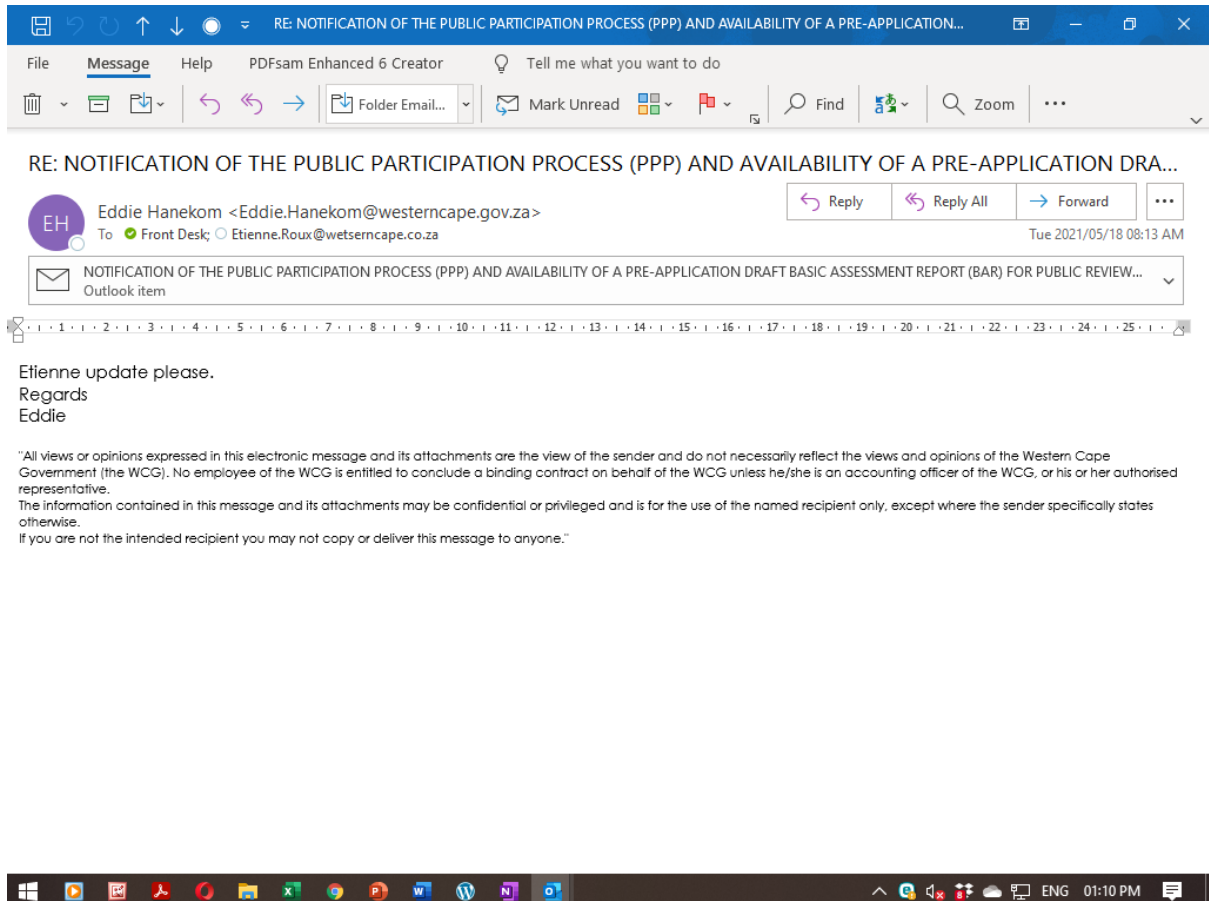 RE: NOTIFICATION OF THE PUBLIC PARTICIPATION PROCESS (PPP) AND AVAILABILITY OF A PRE-APPLICATION...
File Message Help PDFsam Enhanced 6 Creator Tell me what you want to do
Folder Email... Mark Unread Find Zoom
RE: NOTIFICATION OF THE PUBLIC PARTICIPATION PROCESS (PPP) AND AVAILABILITY OF A PRE-APPLICATION DRA...
EH
Eddie Hanekom <Eddie.Hanekom@westerncape.gov.za>
Reply Reply All Forward
To Front Desk; Etienne.Roux@wetserncape.co.za
Tue 2021/05/18 08:13 AM
NOTIFICATION OF THE PUBLIC PARTICIPATION PROCESS (PPP) AND AVAILABILITY OF A PRE-APPLICATION DRAFT BASIC ASSESSMENT REPORT (BAR) FOR PUBLIC REVIEW...
Outlook item
1 2 3 4 5 6 7 8 9 10 11 12 13 14 15 16 17 18 19 20 21 22 23 24 25
Etienne update please.
Regards
Eddie
"All views or opinions expressed in this electronic message and its attachments are the view of the sender and do not necessarily reflect the views and opinions of the Western Cape
Government (the WCG). No employee of the WCG is entitled to conclude a binding contract on behalf of the WCG unless he/she is an accounting officer of the WCG, or his or her authorised
representative.
The information contained in this message and its attachments may be confidential or privileged and is for the use of the named recipient only, except where the sender specifically states
otherwise.
If you are not the intended recipient you may not copy or deliver this message to anyone."
ENG 01:10 PM